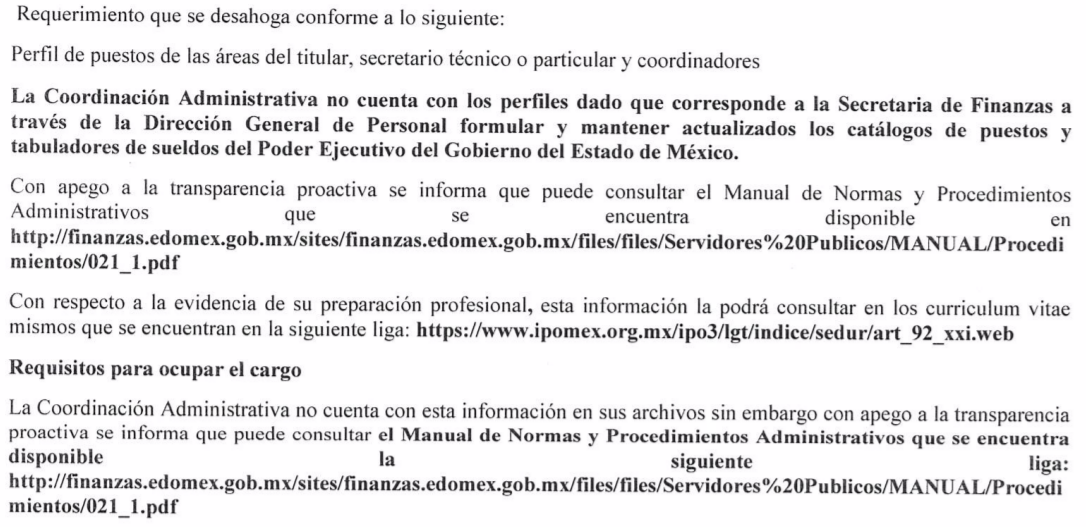 Requerimiento que se desahoga conforme a lo siguiente:
Perfil de puestos de las áreas del titular, secretario técnico o particular y coordinadores
La Coordinación Administrativa no cuenta con los perfiles dado que corresponde a la Secretaria de Finanzas a
través de la Dirección General de Personal formular y mantener actualizados los catálogos de puestos y
tabuladores de sueldos del Poder Ejecutivo del Gobierno del Estado de México.
Con apego a la transparencia proactiva se informa que puede consultar el Manual de Normas y Procedimientos
Administrativos que se encuentra disponible en
http://finanzas.edomex.gob.mx/sites/finanzas.edomex.gob.mx/files/files/Servidores%20Publicos/MANUAL/Procedi
mientos/021_1.pdf
Con respecto a la evidencia de su preparación profesional, esta información la podrá consultar en los curriculum vitae
mismos que se encuentran en la siguiente liga: https://www.ipomex.org.mx/ipo3/lgt/indice/sedur/art_92_xxi.web
Requisitos para ocupar el cargo
La Coordinación Administrativa no cuenta con esta información en sus archivos sin embargo con apego a la transparencia
proactiva se informa que puede consultar el Manual de Normas y Procedimientos Administrativos que se encuentra
disponible la siguiente liga:
http://finanzas.edomex.gob.mx/sites/finanzas.edomex.gob.mx/files/files/Servidores%20Publicos/MANUAL/Procedi
mientos/021_1.pdf